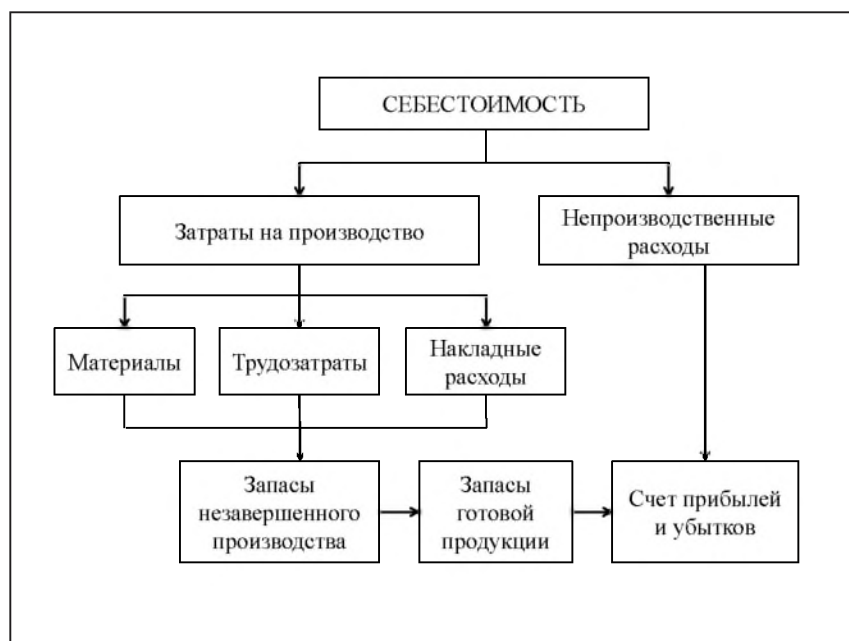 СЕБЕСТОИМОСТЬ
Затраты на производство
Непроизводственные
расходы
Материалы
Трудозатраты
Накладные
расходы
Запасы
незавершенного
производства
Запасы
готовой
продукции
Счет прибылей
и убытков